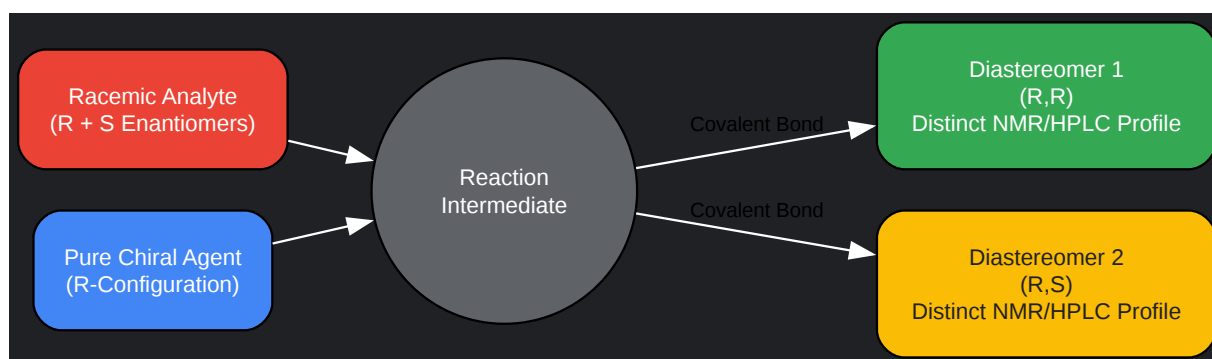 Racemic Analyte
(R + S Enantiomers)
Pure Chiral Agent
(R-Configuration)
Reaction
Intermediate
Covalent Bond
Covalent Bond
Diastereomer 1
(R,R)
Distinct NMR/HPLC Profile
Diastereomer 2
(R,S)
Distinct NMR/HPLC Profile